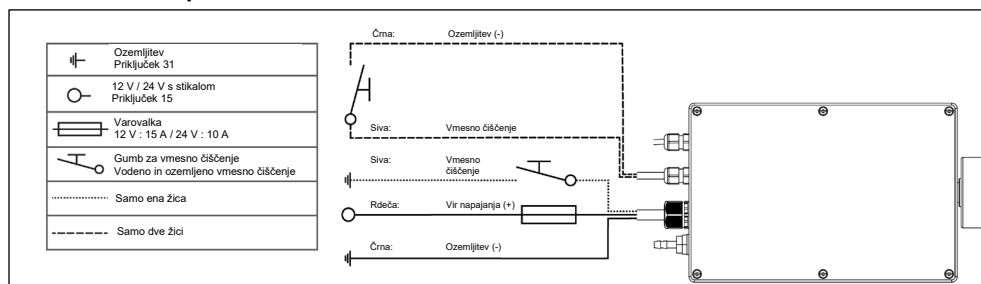 Ozemljitev
Priključek 31
12 V / 24 V s stikalom
Priključek 15
Varovalka
12 V : 15 A / 24 V : 10 A
Gumb za vmesno čiščenje
Vodeno in ozemljeno vmesno čiščenje
Samo ena žica
Samo dve žici
Črna: Ozemljitev (-)
Siva: Vmesno čiščenje
Siva: Vmesno
čiščenje
Rdeča: Vir napajanja (+)
Črna: Ozemljitev (-)